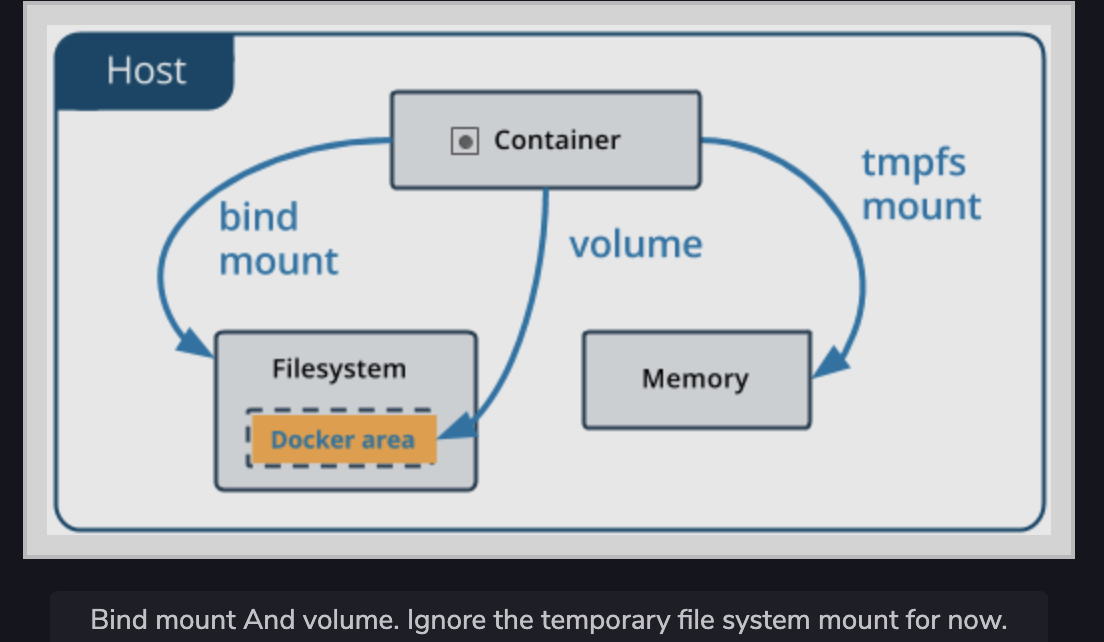 Host
Container
bind
mount
volume
tmpfs
mount
Filesystem
Docker area
Memory
Bind mount And volume. Ignore the temporary file system mount for now.